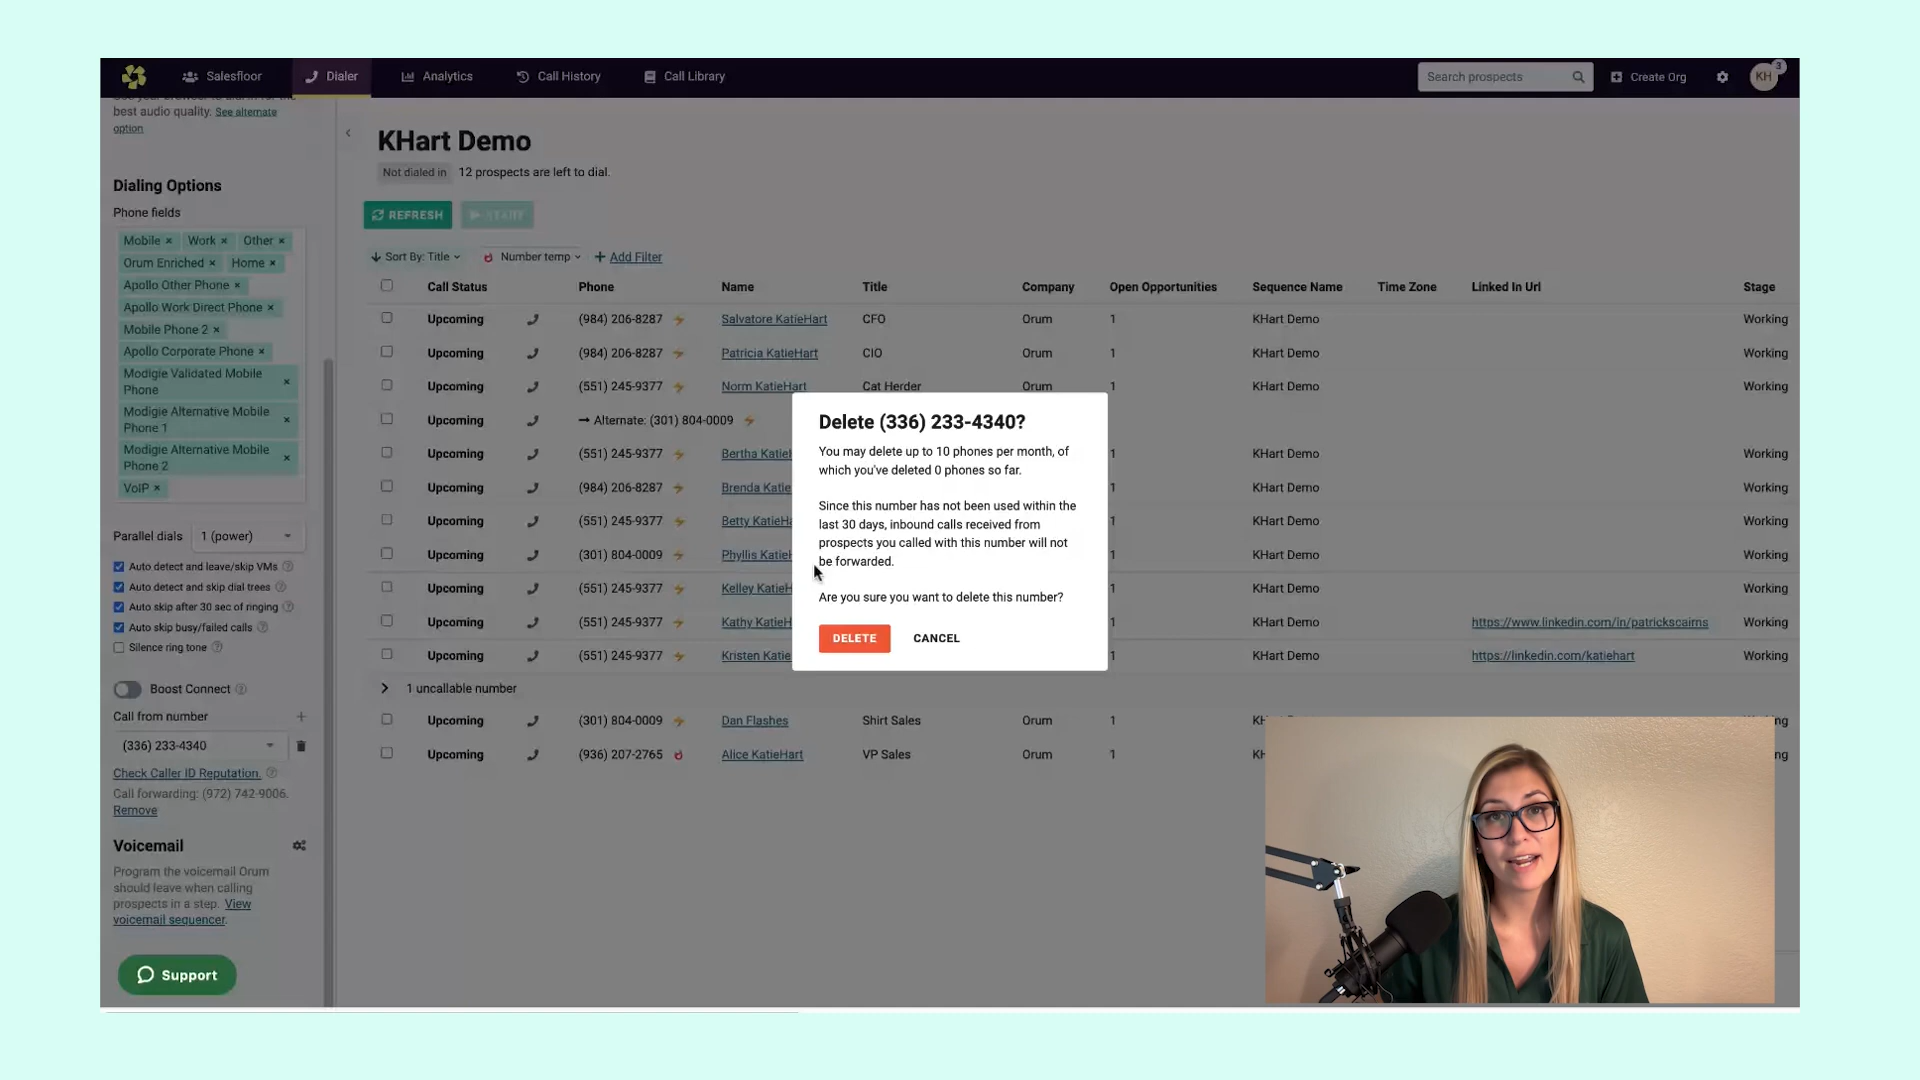 Salesfloor
Dialer
Analytics
Call History
Call Library
Search prospects
Create Org
KH
3
best audio quality. See alternate
option
Dialing Options
Phone fields
Mobile × Work × Other ×
Orum Enriched × Home ×
Apollo Other Phone ×
Apollo Work Direct Phone ×
Mobile Phone 2 ×
Apollo Corporate Phone ×
Modigie Validated Mobile
Phone ×
Modigie Alternative Mobile
Phone 1 ×
Modigie Alternative Mobile
Phone 2 ×
VoIP ×
Parallel dials 1 (power)
Auto detect and leave/skip VMs ?
Auto detect and skip dial trees ?
Auto skip after 30 sec of ringing ?
Auto skip busy/failed calls ?
Silence ring tone ?
Boost Connect ?
Call from number +
(336) 233-4340
Check Caller ID Reputation. ?
Call forwarding: (972) 742-9006.
Remove
Voicemail
Program the voicemail Orum
should leave when calling
prospects in a step. View
voicemail sequencer.
Support
KHart Demo
Not dialed in 12 prospects are left to dial.
REFRESH START
Sort By: Title Number temp + Add Filter
Call Status Phone Name Title Company Open Opportunities Sequence Name Time Zone Linked In Url Stage
Upcoming (984) 206-8287 Salvatore KatieHart CFO Orum 1 KHart Demo Working
Upcoming (984) 206-8287 Patricia KatieHart CIO Orum 1 KHart Demo Working
Upcoming (551) 245-9377 Norm KatieHart Cat Herder Orum 1 KHart Demo Working
Upcoming Alternate: (301) 804-0009
Upcoming (551) 245-9377 Bertha 1 KHart Demo Working
Upcoming (984) 206-8287 Brenda 1 KHart Demo Working
Upcoming (551) 245-9377 Betty 1 KHart Demo Working
Upcoming (301) 804-0009 Phyllis 1 KHart Demo Working
Upcoming (551) 245-9377 Kelley 1 KHart Demo Working
Upcoming (551) 245-9377 Kathy 1 KHart Demo https://www.linkedin.com/in/patrickscairns Working
Upcoming (551) 245-9377 Kristen 1 KHart Demo https://linkedin.com/katiehart Working
1 uncallable number
Upcoming (301) 804-0009 Dan Flashes Shirt Sales Orum 1
Upcoming (936) 207-2765 Alice KatieHart VP Sales Orum 1
Delete (336) 233-4340?
You may delete up to 10 phones per month, of
which you've deleted 0 phones so far.
Since this number has not been used within the
last 30 days, inbound calls received from
prospects you called with this number will not
be forwarded.
Are you sure you want to delete this number?
DELETE CANCEL